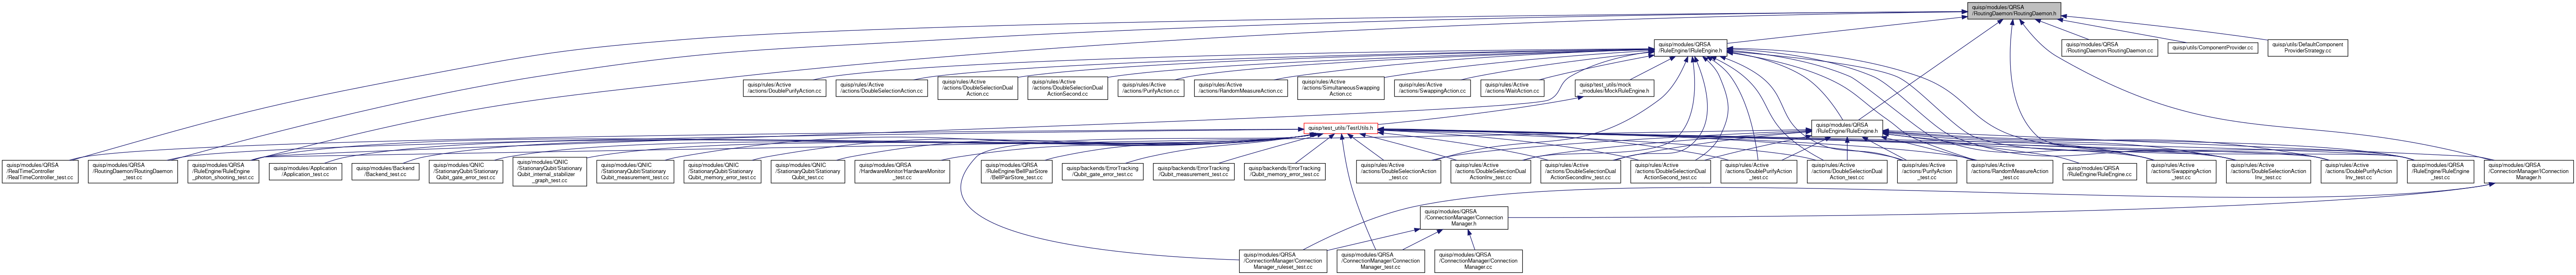 quisp/modules/QRSA
/RoutingDaemon/RoutingDaemon.h
quisp/modules/QRSA
/RuleEngine/IRuleEngine.h
quisp/modules/QRSA
/RoutingDaemon/RoutingDaemon.cc
quisp/utils/ComponentProvider.cc
quisp/utils/DefaultComponent
ProviderStrategy.cc
quisp/rules/Active
/actions/DoublePurifyAction.cc
quisp/rules/Active
/actions/DoubleSelectionAction.cc
quisp/rules/Active
/actions/DoubleSelectionDual
Action.cc
quisp/rules/Active
/actions/DoubleSelectionDual
ActionSecond.cc
quisp/rules/Active
/actions/PurifyAction.cc
quisp/rules/Active
/actions/RandomMeasureAction.cc
quisp/rules/Active
/actions/SimultaneousSwapping
Action.cc
quisp/rules/Active
/actions/SwappingAction.cc
quisp/rules/Active
/actions/WaitAction.cc
quisp/test_utils/mock
_modules/MockRuleEngine.h
quisp/test_utils/TestUtils.h
quisp/modules/QRSA
/RuleEngine/RuleEngine.h
quisp/modules/QRSA
/RealTimeController
/RealTimeController_test.cc
quisp/modules/QRSA
/RoutingDaemon/RoutingDaemon
_test.cc
quisp/modules/QRSA
/RuleEngine/RuleEngine
_photon_shooting_test.cc
quisp/modules/Application
/Application_test.cc
quisp/modules/Backend
/Backend_test.cc
quisp/modules/QNIC
/StationaryQubit/Stationary
Qubit_gate_error_test.cc
quisp/modules/QNIC
/StationaryQubit/Stationary
Qubit_internal_stabilizer
_graph_test.cc
quisp/modules/QNIC
/StationaryQubit/Stationary
Qubit_measurement_test.cc
quisp/modules/QNIC
/StationaryQubit/Stationary
Qubit_memory_error_test.cc
quisp/modules/QNIC
/StationaryQubit/Stationary
Qubit_test.cc
quisp/modules/QRSA
/HardwareMonitor/HardwareMonitor
_test.cc
quisp/modules/QRSA
/RuleEngine/BellPairStore
/BellPairStore_test.cc
quisp/backends/ErrorTracking
/Qubit_gate_error_test.cc
quisp/backends/ErrorTracking
/Qubit_measurement_test.cc
quisp/backends/ErrorTracking
/Qubit_memory_error_test.cc
quisp/rules/Active
/actions/DoubleSelectionAction
_test.cc
quisp/rules/Active
/actions/DoubleSelectionDual
ActionInv_test.cc
quisp/rules/Active
/actions/DoubleSelectionDual
ActionSecondInv_test.cc
quisp/rules/Active
/actions/DoubleSelectionDual
ActionSecond_test.cc
quisp/rules/Active
/actions/DoublePurifyAction
_test.cc
quisp/rules/Active
/actions/DoubleSelectionDual
Action_test.cc
quisp/rules/Active
/actions/PurifyAction
_test.cc
quisp/rules/Active
/actions/RandomMeasureAction
_test.cc
quisp/modules/QRSA
/RuleEngine/RuleEngine.cc
quisp/rules/Active
/actions/SwappingAction
_test.cc
quisp/rules/Active
/actions/DoubleSelectionAction
Inv_test.cc
quisp/rules/Active
/actions/DoublePurifyAction
Inv_test.cc
quisp/modules/QRSA
/RuleEngine/RuleEngine
_test.cc
quisp/modules/QRSA
/ConnectionManager/IConnection
Manager.h
quisp/modules/QRSA
/ConnectionManager/Connection
Manager.h
quisp/modules/QRSA
/ConnectionManager/Connection
Manager_ruleset_test.cc
quisp/modules/QRSA
/ConnectionManager/Connection
Manager_test.cc
quisp/modules/QRSA
/ConnectionManager/Connection
Manager.cc